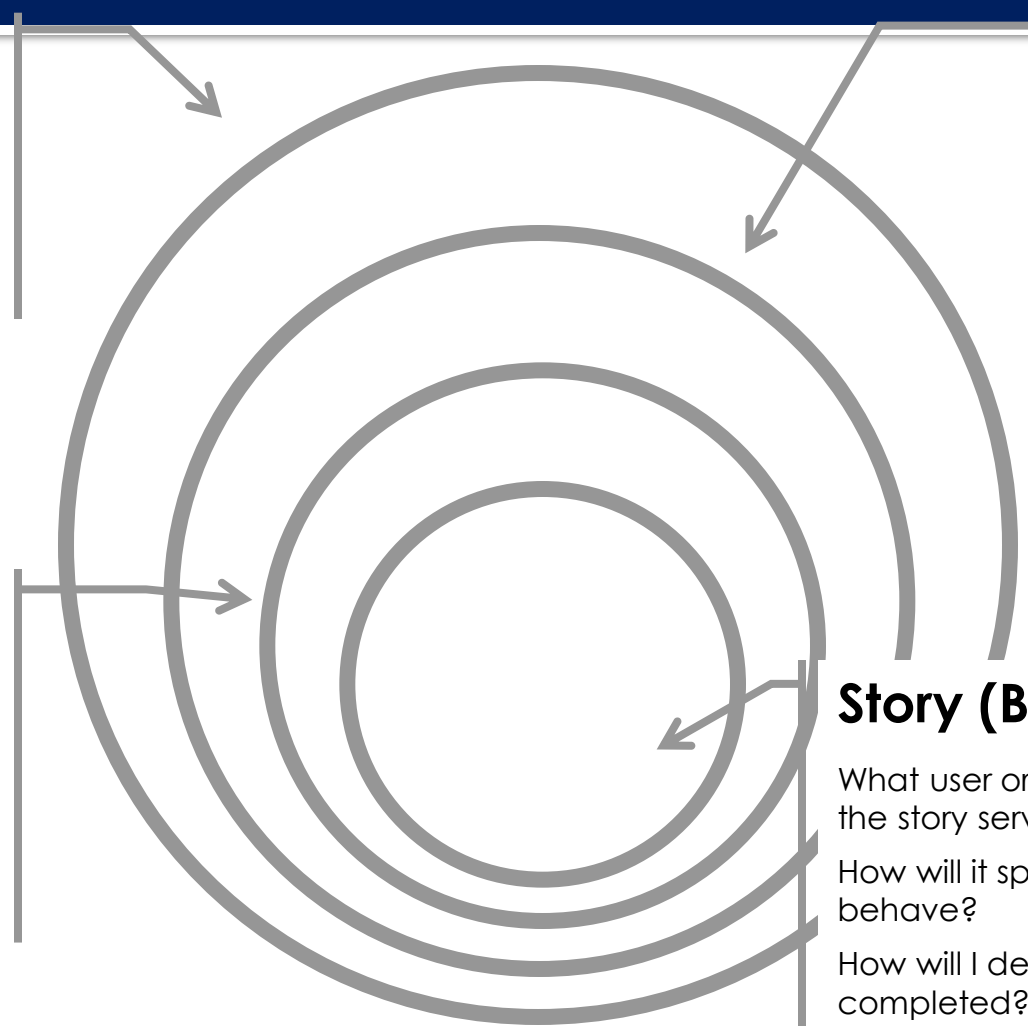 Story (B
What user or
the story serv
How will it sp
behave?
How will I de
completed?